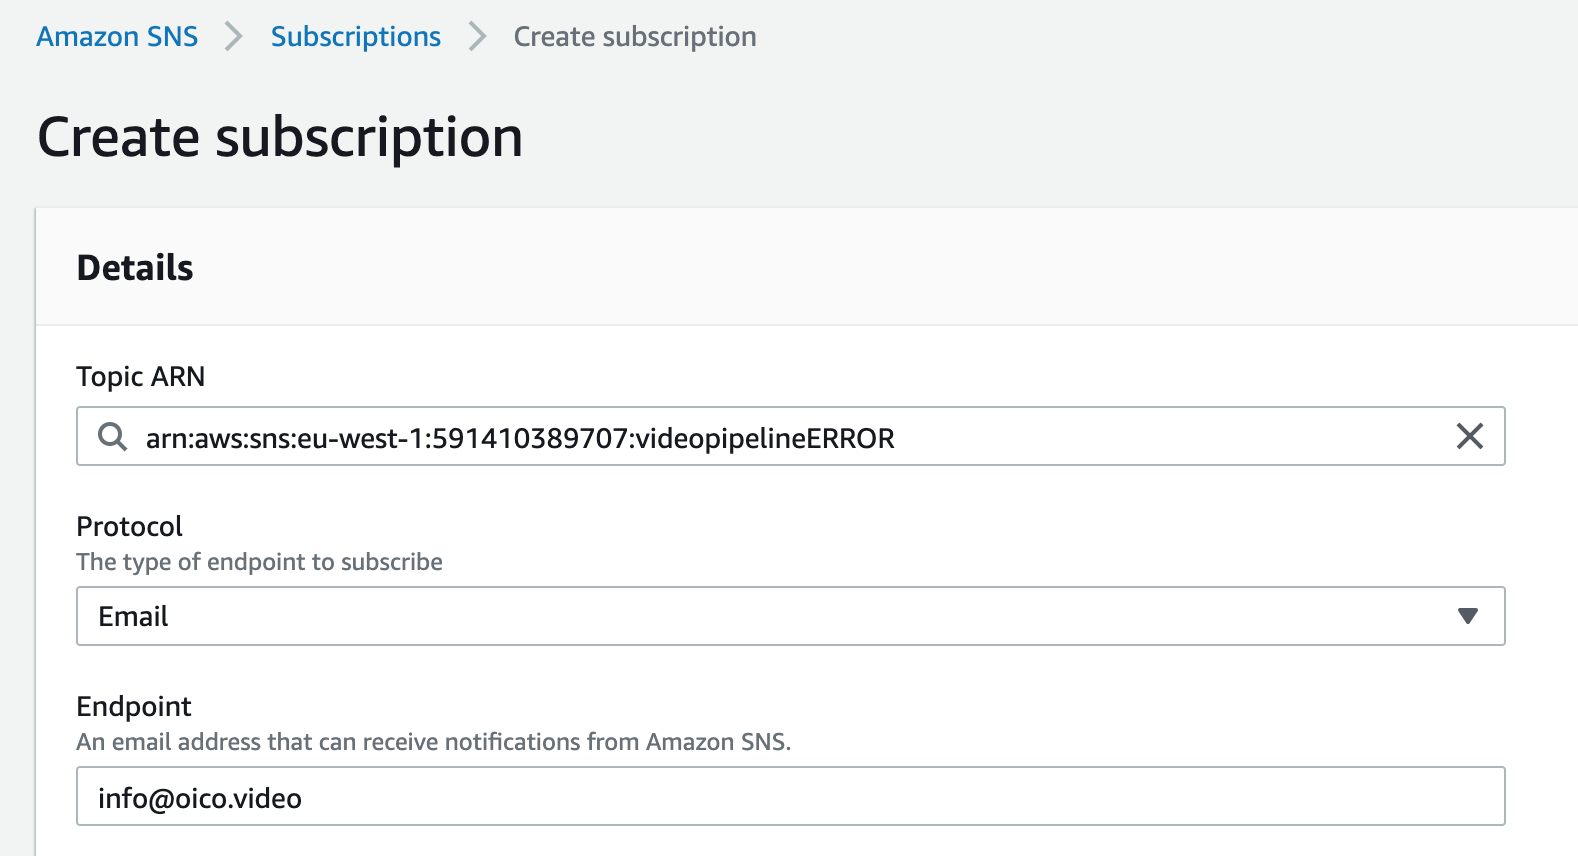 Amazon SNS Subscriptions Create subscription
Create subscription
Details
Topic ARN
arn:aws:sns:eu-west-1:591410389707:videopipelineERROR
Protocol
The type of endpoint to subscribe
Email
Endpoint
An email address that can receive notifications from Amazon SNS.
info@oico.video